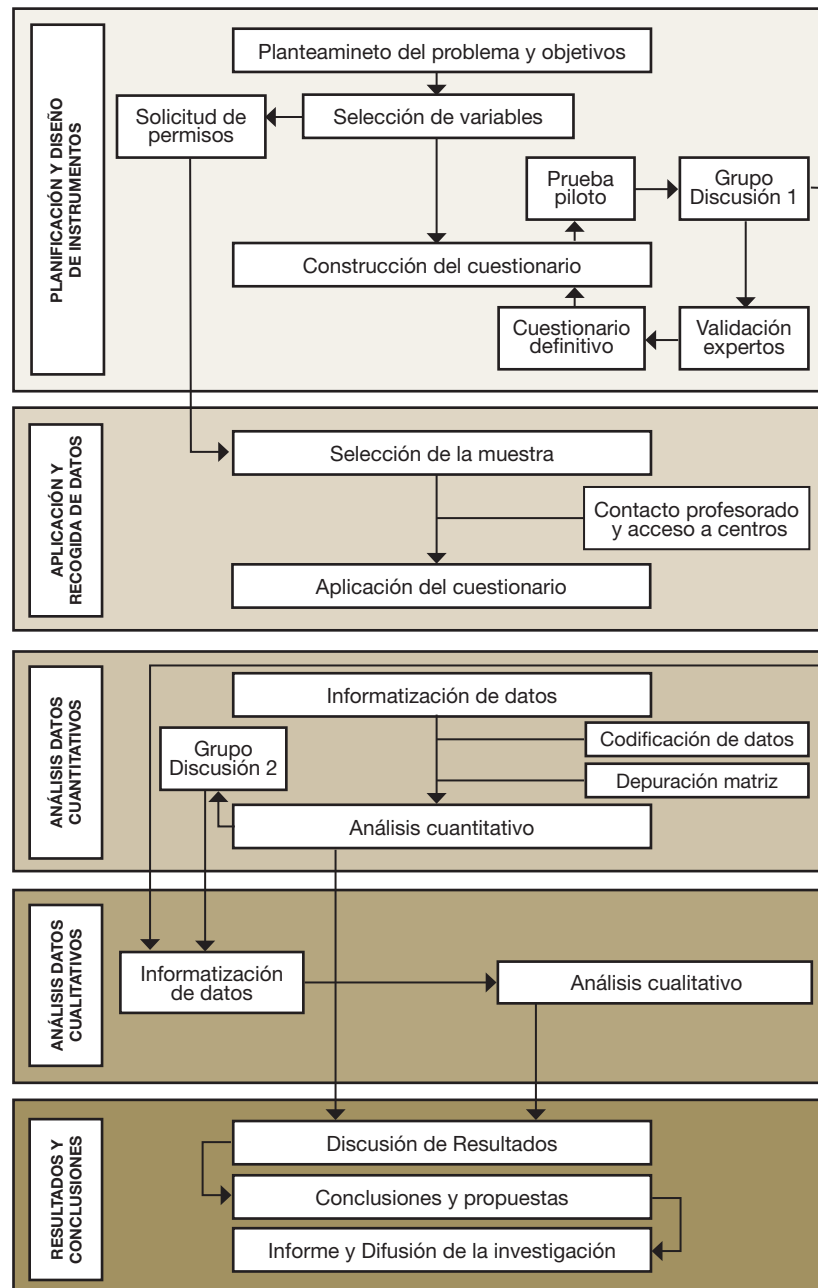 PLANIFICACIÓN Y DISEÑO
DE INSTRUMENTOS
Planteamineto del problema y objetivos
Solicitud de
permisos
Selección de variables
Prueba
piloto
Grupo
Discusión 1
Construcción del cuestionario
Cuestionario
definitivo
Validación
expertos
APLICACIÓN Y
RECOGIDA DE DATOS
Selección de la muestra
Contacto profesorado
y acceso a centros
Aplicación del cuestionario
ANÁLISIS DATOS
CUANTITATIVOS
Informatización de datos
Codificación de datos
Grupo
Discusión 2
Depuración matriz
Análisis cuantitativo
ANÁLISIS DATOS
CUALITATIVOS
Informatización
de datos
Análisis cualitativo
RESULTADOS Y
CONCLUSIONES
Discusión de Resultados
Conclusiones y propuestas
Informe y Difusión de la investigación